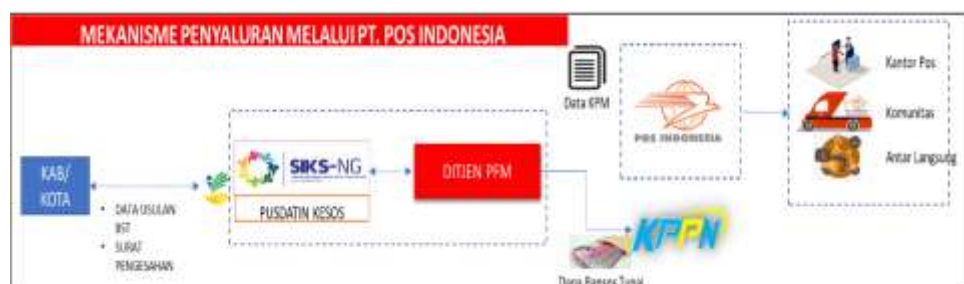 MEKANISME PENYALURAN MELALUI PT. POS INDONESIA
Data KPM
POS INDONESIA
Kantor Pos
Komunitas
Antar Langsung
KAB/
KOTA
• DATA USULAN
BST
• SURAT
PENGESAHAN
SIKS-NG
PUSDATIN KESOS
DITJEN PFM
KPPN
Dana Bansos Tunai